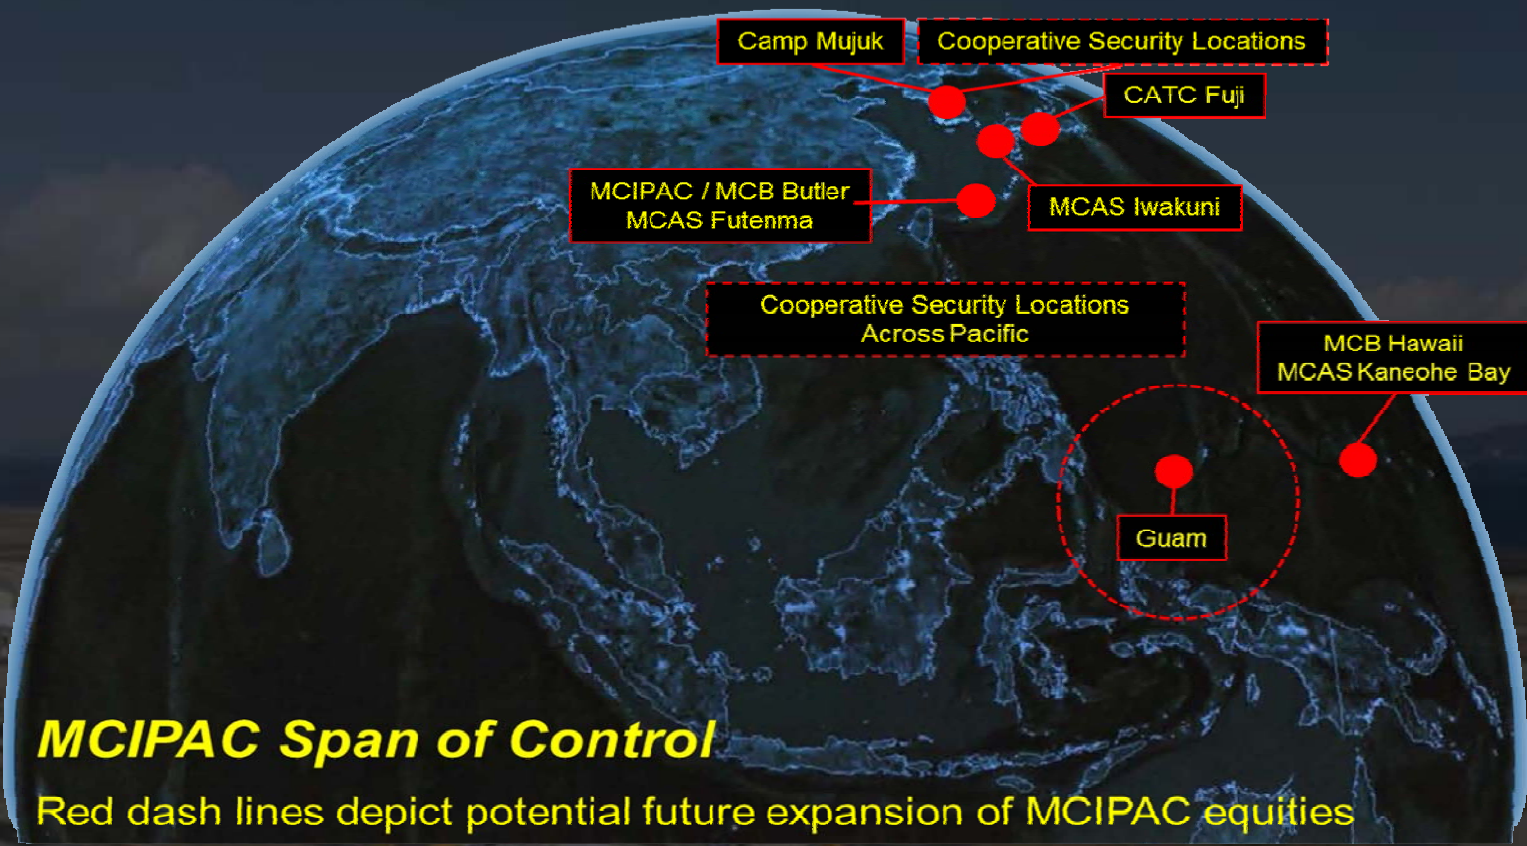 Camp Mujuk
Cooperative Security Locations
CATC Fuji
MCIPAC / MCB Butler
MCAS Futenma
MCAS Iwakuni
Cooperative Security Locations
Across Pacific
MCB Hawaii
MCAS Kaneohe Bay
Guam
MCIPAC Span of Control
Red dash lines depict potential future expansion of MCIPAC equities